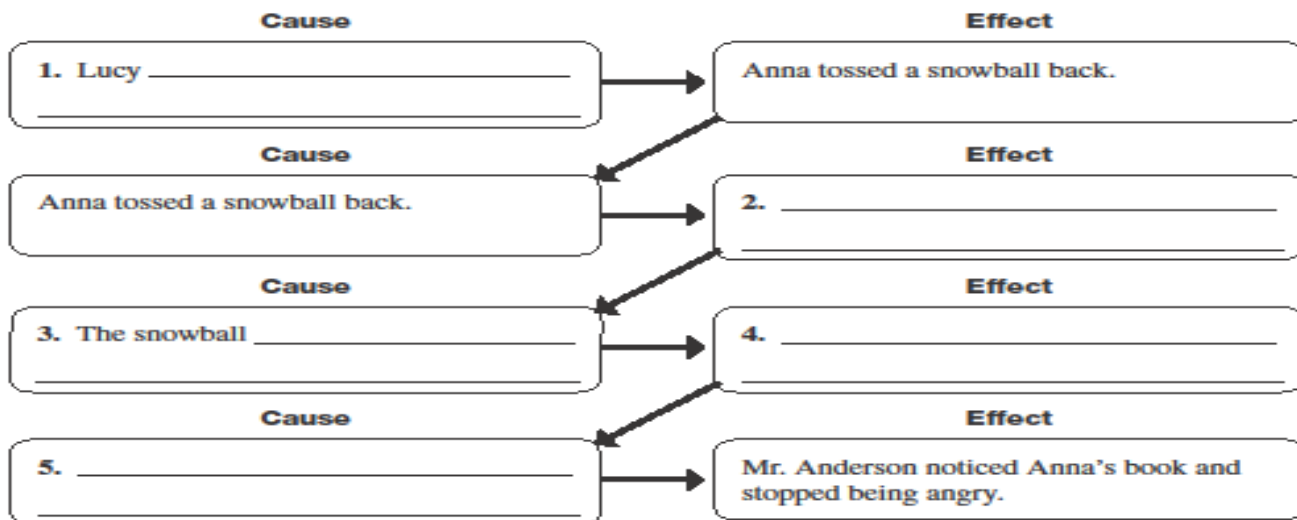 Cause Effect
1. Lucy
Anna tossed a snowball back.
Cause Effect
Anna tossed a snowball back.
2.
Cause Effect
3. The snowball
4.
Cause Effect
5.
Mr. Anderson noticed Anna's book and
stopped being angry.